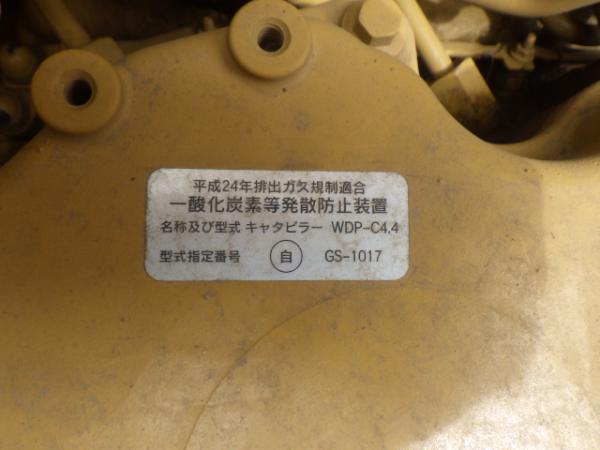 平成24年排出ガス規制適合
一酸化炭素等発散防止装置
名称及び型式 キャタピラー WDP-C4.4
型式指定番号 自 GS-1017